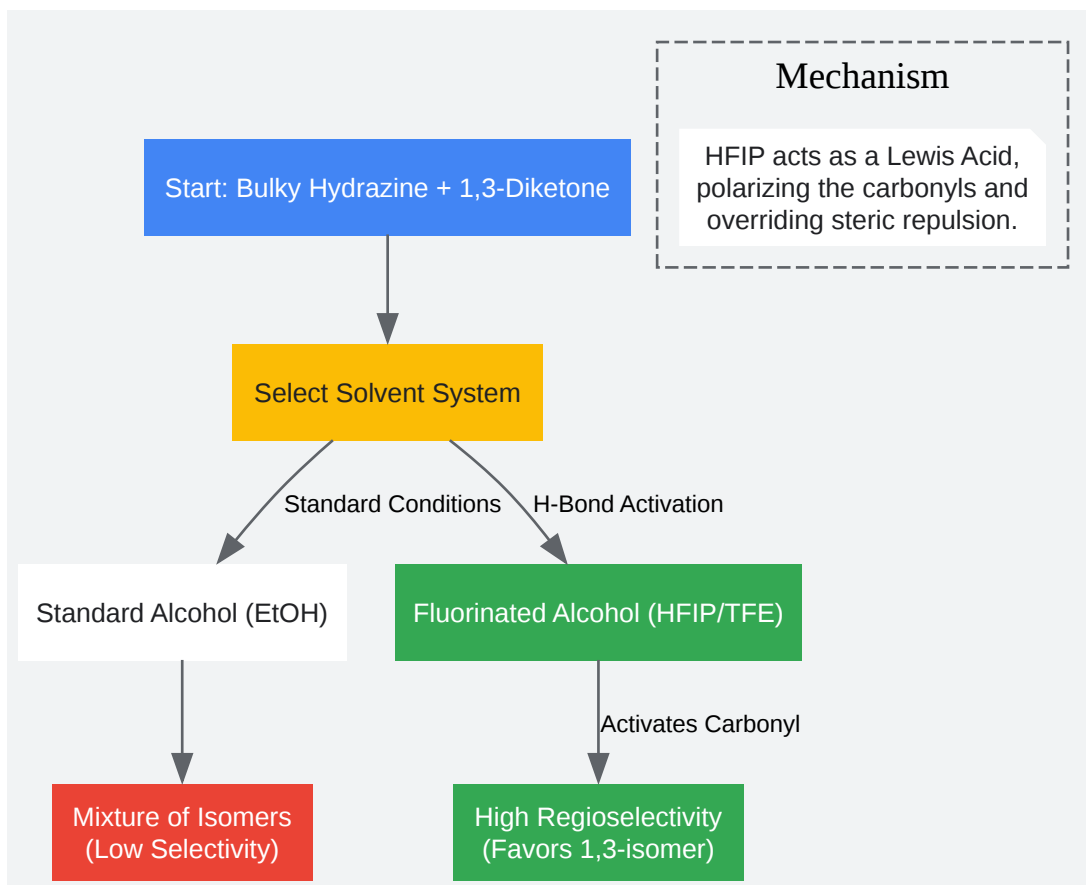 Mechanism
HFIP acts as a Lewis Acid,
polarizing the carbonyls and
overriding steric repulsion.
Start: Bulky Hydrazine + 1,3-Diketone
Select Solvent System
Standard Conditions
H-Bond Activation
Standard Alcohol (EtOH)
Fluorinated Alcohol (HFIP/TFE)
Activates Carbonyl
Mixture of Isomers
(Low Selectivity)
High Regioselectivity
(Favors 1,3-isomer)